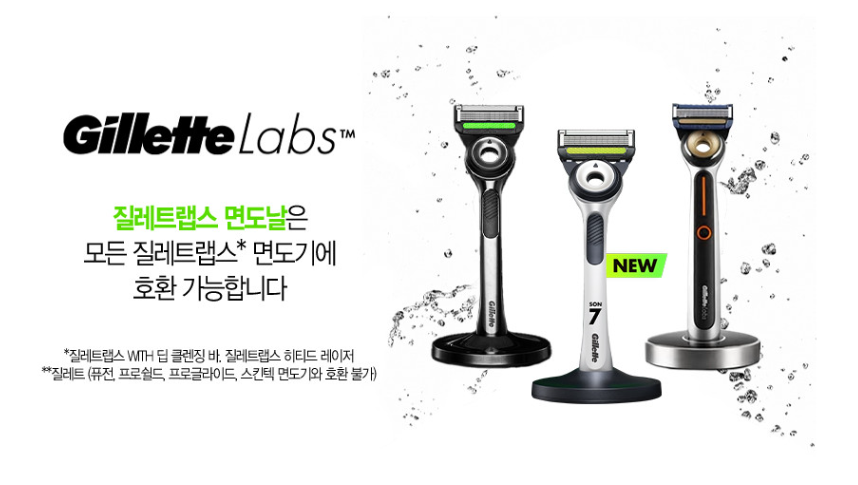 Gillette Labs™
질레트랩스 면도날은
모든 질레트랩스* 면도기에
호환 가능합니다
*질레트랩스 WITH 딥 클렌징 바, 질레트랩스 히티드 레이저
**질레트 (퓨전, 프로쉴드, 프로글라이드, 스킨텍 면도기와 호환 불가)
NEW
Gillette
SON
7
Gillette
GilletteLabs